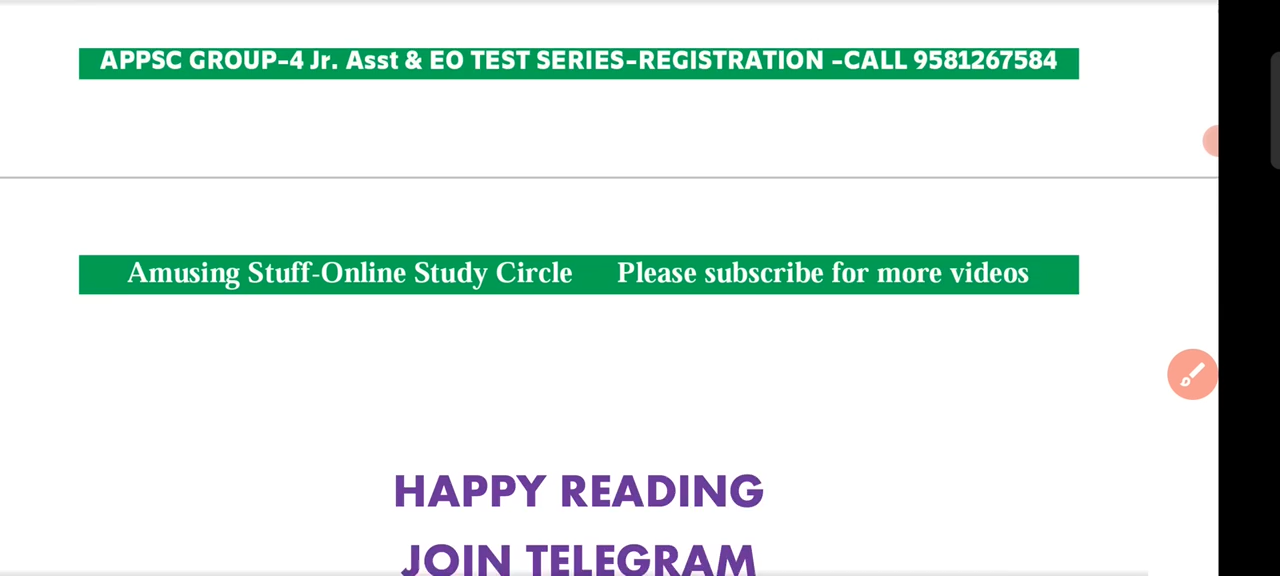 APPSC GROUP-4 Jr. Asst & EO TEST SERIES-REGISTRATION -CALL 9581267584
Amusing Stuff-Online Study Circle Please subscribe for more videos
HAPPY READING
JOIN TELEGRAM